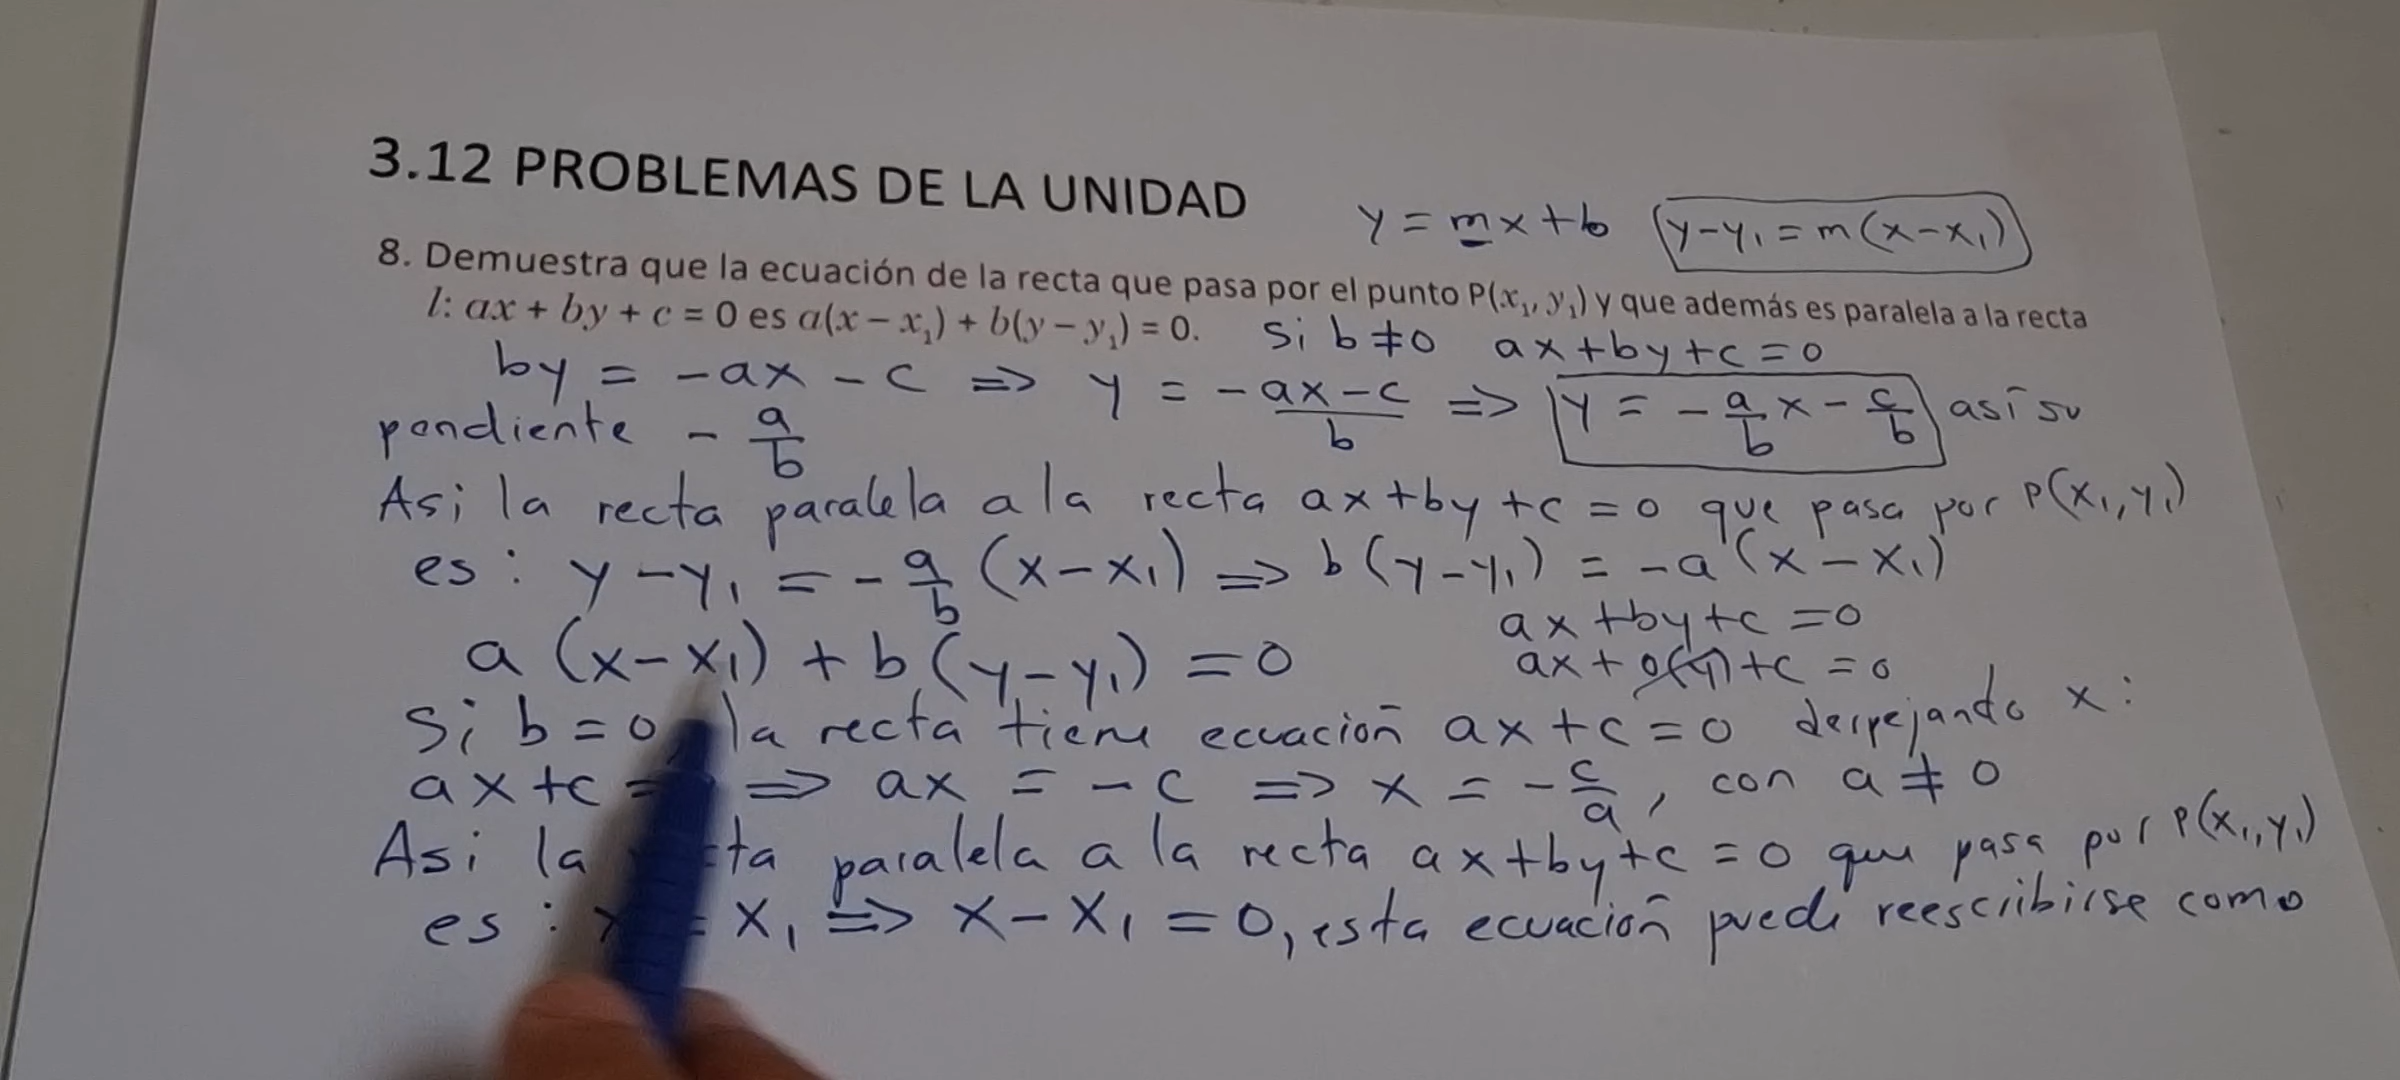 3.12 PROBLEMAS DE LA UNIDAD
y = mx + b   y-y₁ = m(x-x₁)
8. Demuestra que la ecuación de la recta que pasa por el punto P(x₁, y₁) y que además es paralela a la recta
l: ax + by + c = 0 es a(x – x₁) + b(y – y₁) = 0.   Si b ≠ 0   ax+by+c=0
by = -ax - c => y = -ax-c/b => y = -a/b x - c/b así su
pendiente - a/b
Asi la recta paralela a la recta ax+by+c=0 que pasa por P(x₁,y₁)
es: y-y₁ = -a/b (x-x₁) => b(y-y₁) = -a(x-x₁)
ax+by+c=0
a(x-x₁) + b(y-y₁) = 0   ax+0(y)+c=0
Si b=0, la recta tiene ecuación ax+c=0 despejando x:
ax+c = => ax = -c => x = -c/a, con a ≠ 0
Asi la paralela a la recta ax+by+c=0 que pasa por P(x₁,y₁)
es: x = x₁ => x-x₁ = 0, esta ecuación puede reescribirse como